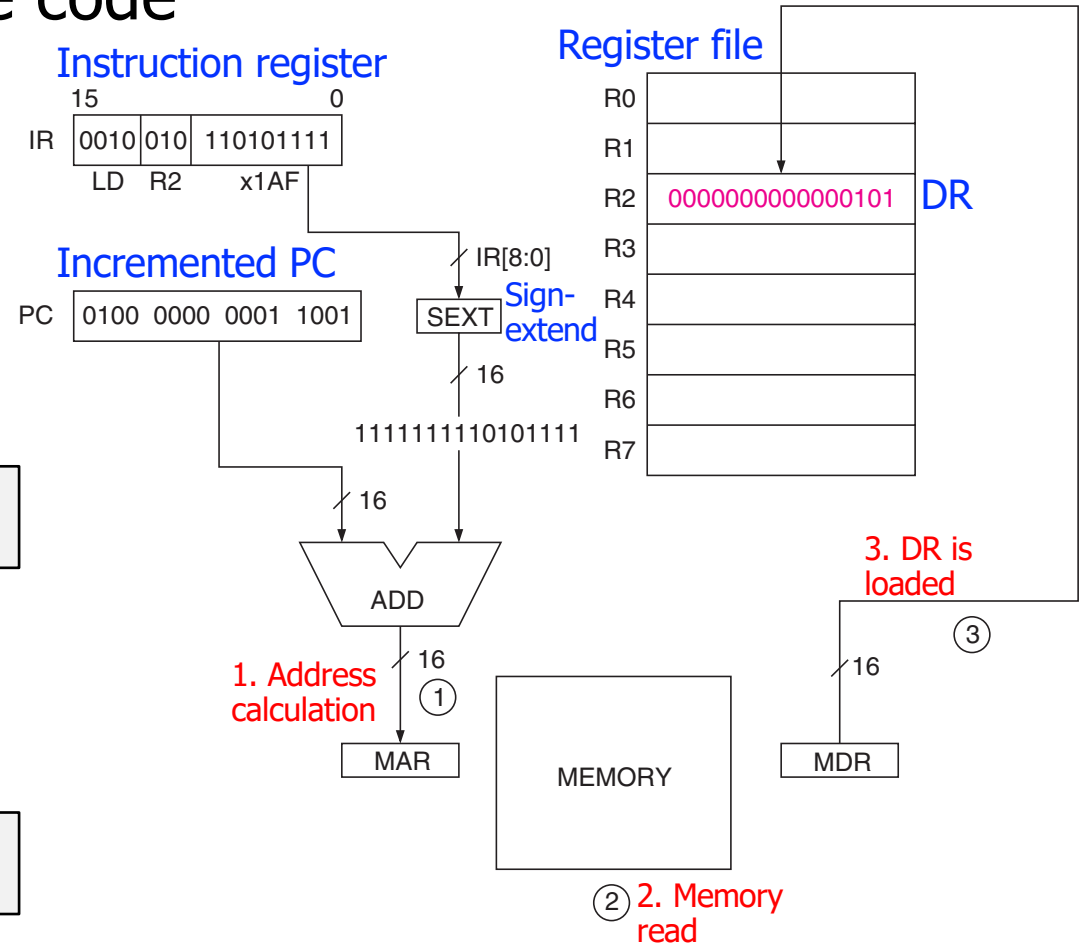 e code
Instruction register
15 0
IR 0010 010 110101111
LD R2 x1AF
IR[8:0]
Incremented PC
PC 0100 0000 0001 1001
SEXT
Sign-
extend
16
1111111110101111
16
ADD
16
1. Address
calculation
1
MAR
Register file
R0
R1
R2 0000000000000101 DR
R3
R4
R5
R6
R7
MEMORY
2 2. Memory
read
3. DR is
loaded
3
16
MDR